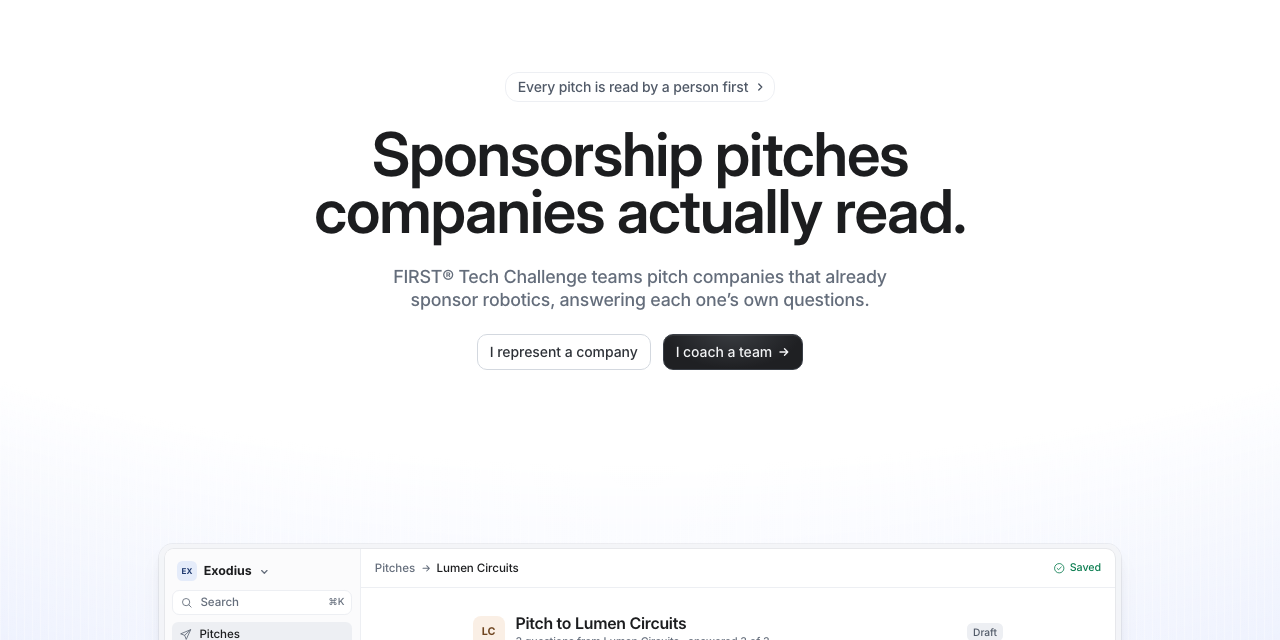 Every pitch is read by a person first
Sponsorship pitches
companies actually read.
FIRST® Tech Challenge teams pitch companies that already
sponsor robotics, answering each one’s own questions.
I represent a company
I coach a team →
EX Exodius
Pitches → Lumen Circuits
Saved
Search ⌘K
Pitches
LC
Pitch to Lumen Circuits
Draft